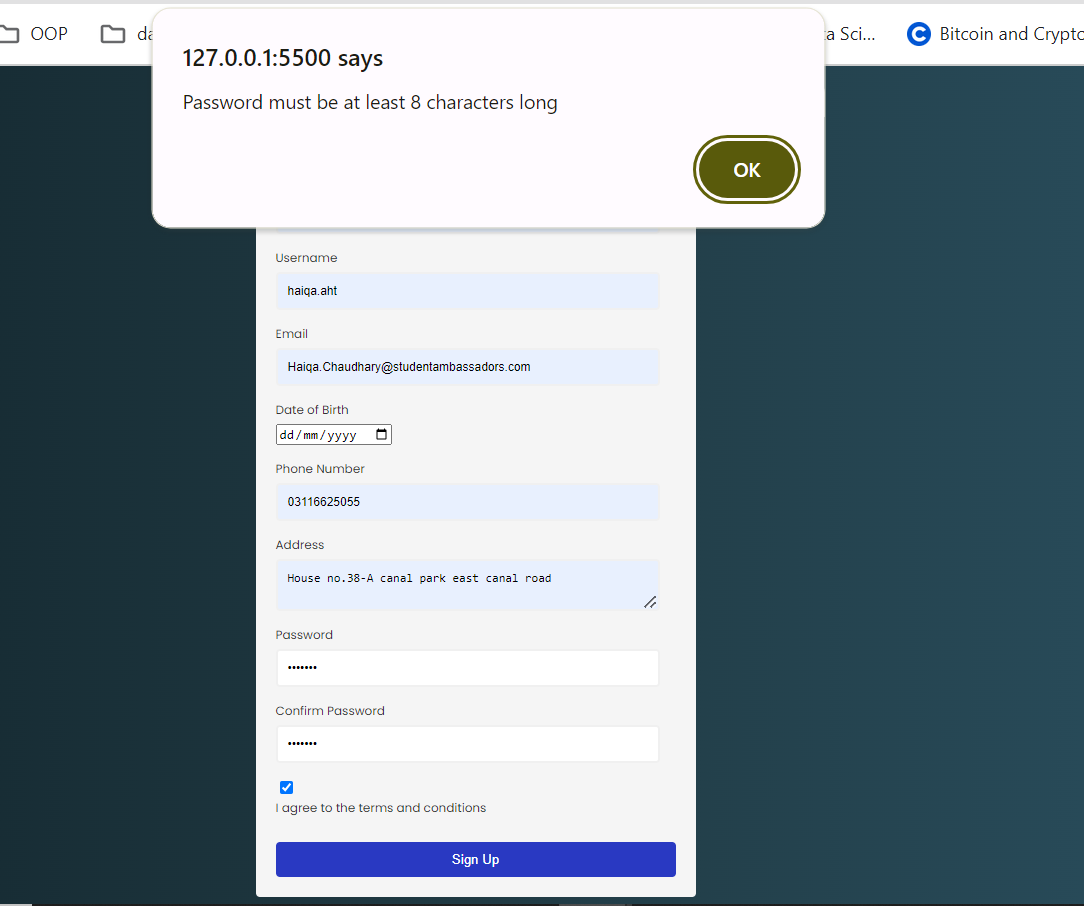 OOP
da
127.0.0.1:5500 says
Password must be at least 8 characters long
OK
ta Sci...
Bitcoin and Crypto
Username
haiqa.aht
Email
Haiqa.Chaudhary@studentambassadors.com
Date of Birth
dd/mm/yyyy
Phone Number
03116625055
Address
House no.38-A canal park east canal road
Password
•••••••
Confirm Password
•••••••
I agree to the terms and conditions
Sign Up